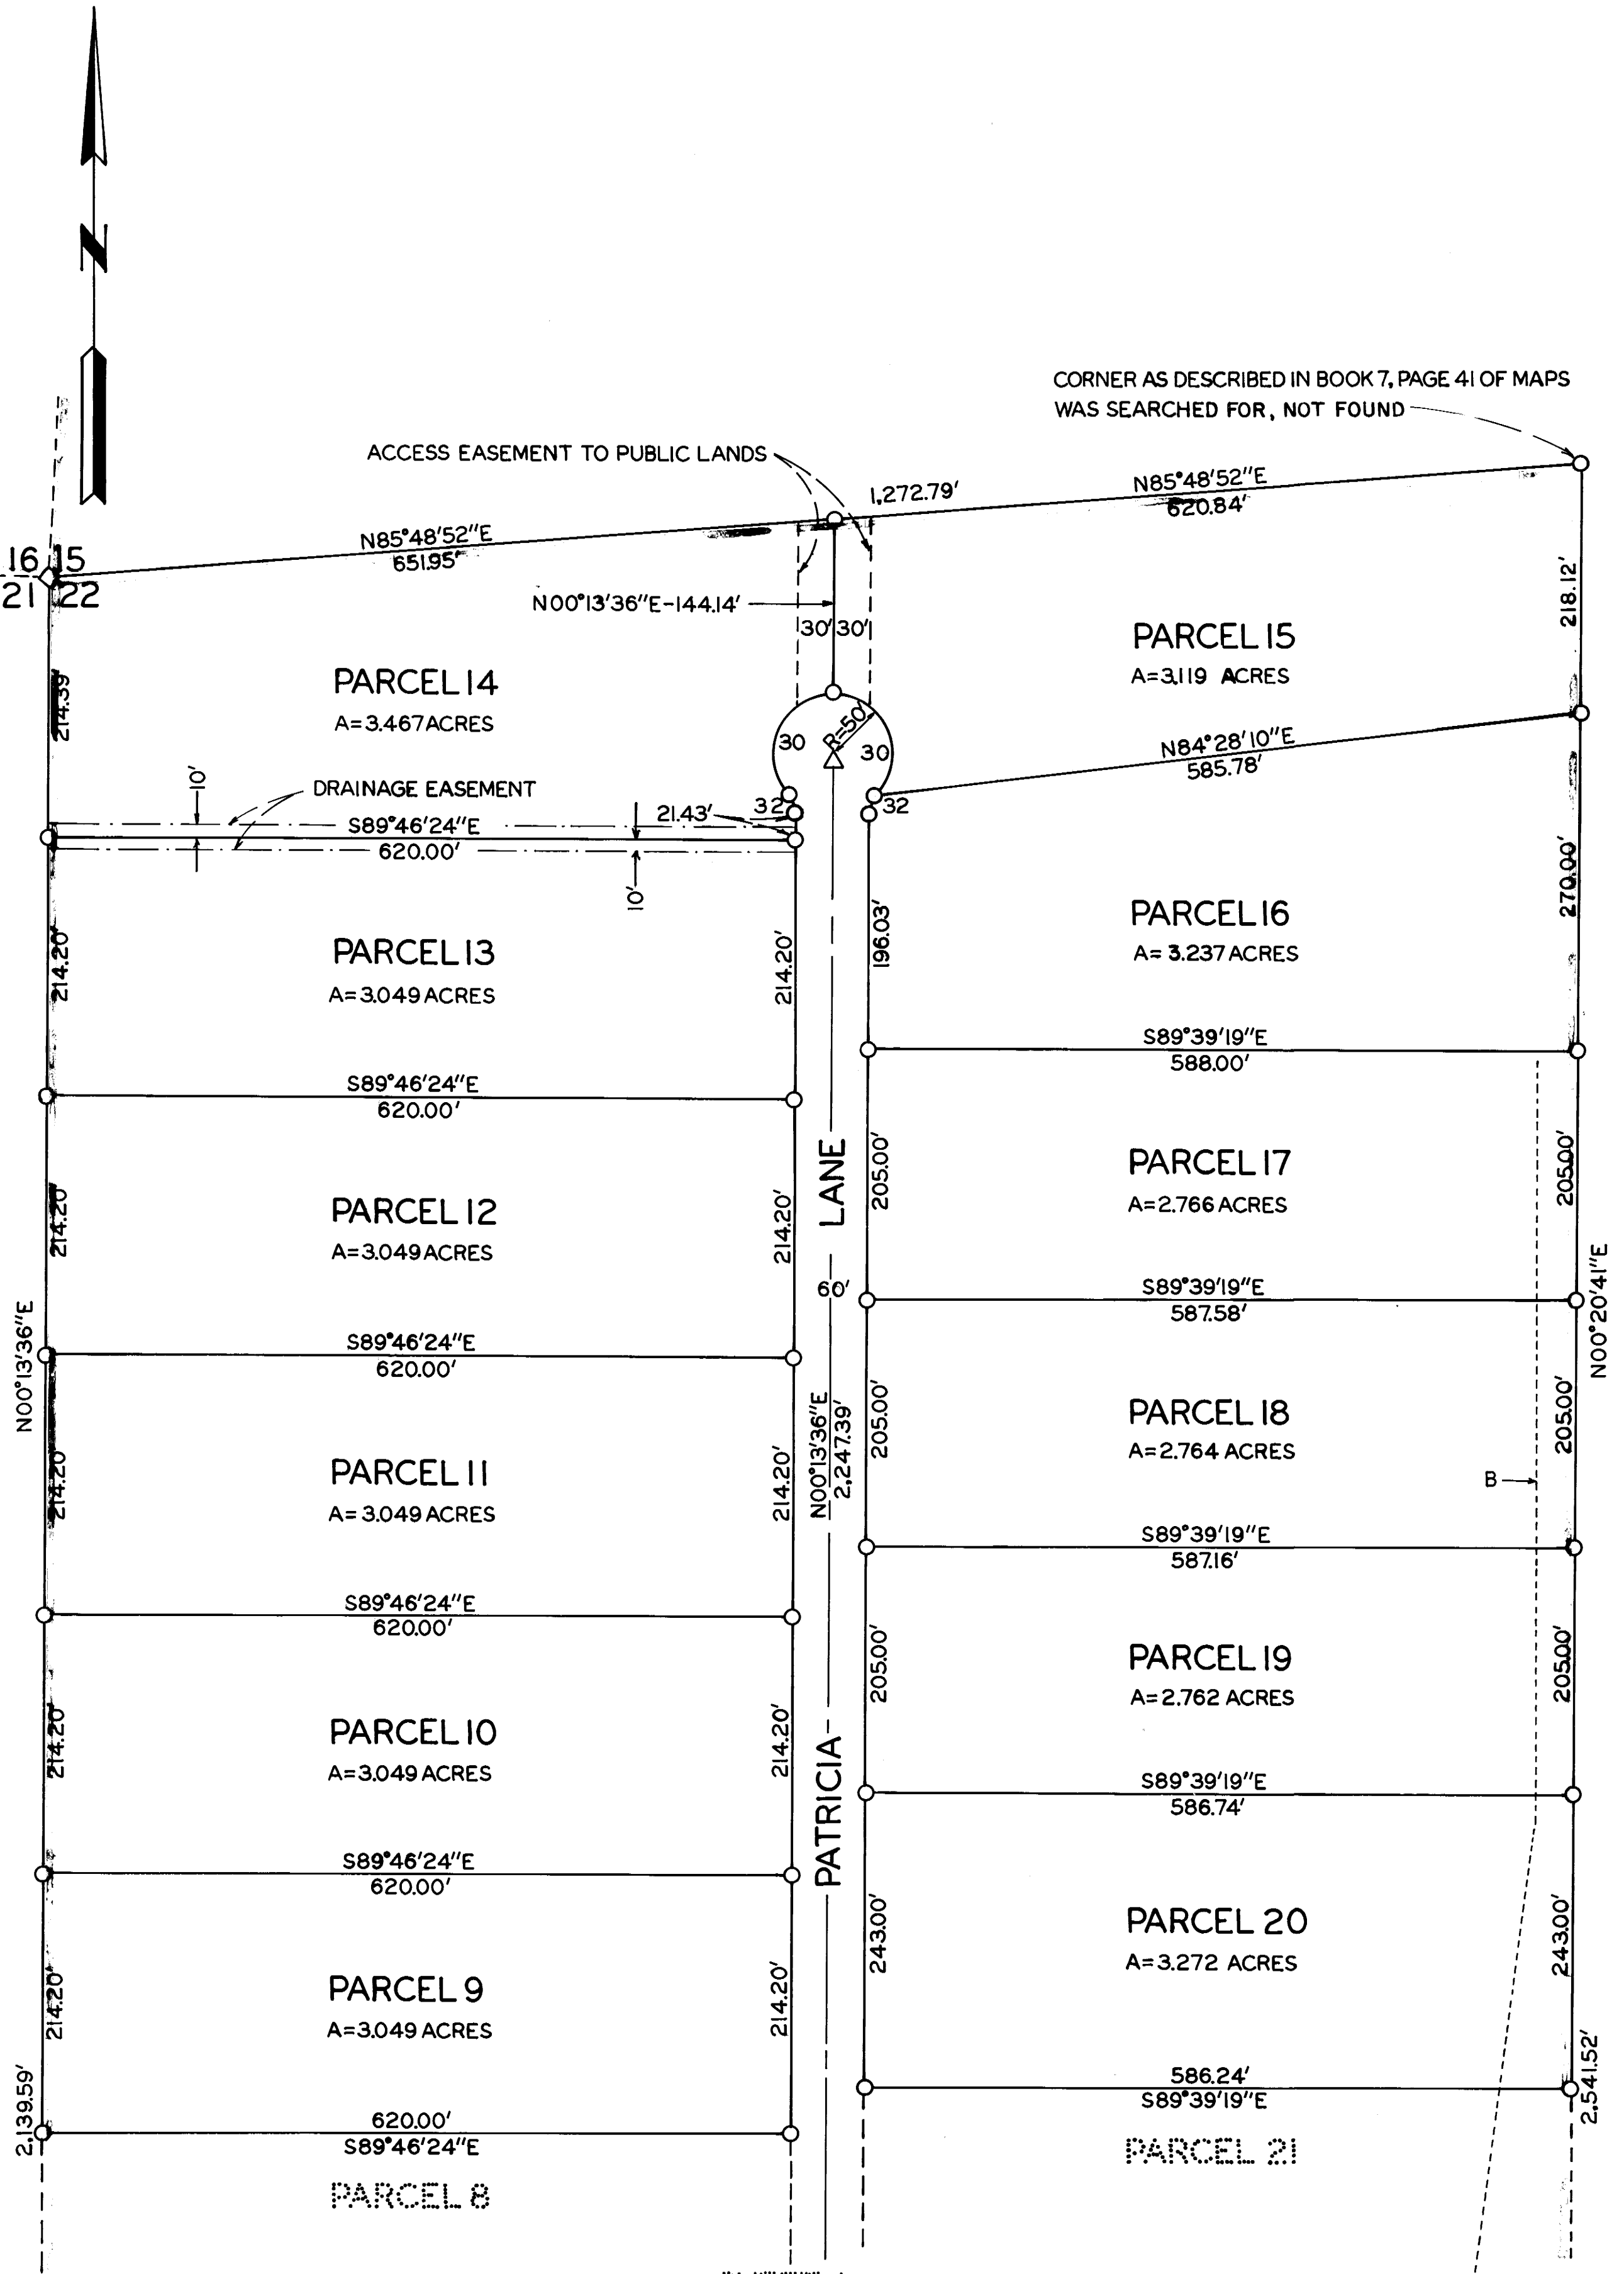 N
CORNER AS DESCRIBED IN BOOK 7, PAGE 41 OF MAPS
WAS SEARCHED FOR, NOT FOUND
ACCESS EASEMENT TO PUBLIC LANDS
1,272.79'
N85°48'52"E
620.84'
N85°48'52"E
651.95'
16 15
21 22
N00°13'36"E-144.14'
30' 30'
218.12'
PARCEL 15
A=3.119 ACRES
PARCEL 14
A=3.467 ACRES
214.39'
R=50'
30
30
N84°28'10"E
585.78'
10'
DRAINAGE EASEMENT
32
32
21.43'
S89°46'24"E
620.00'
10'
270.00'
PARCEL 16
A= 3.237 ACRES
196.03'
PARCEL 13
A=3.049 ACRES
214.20'
214.20'
S89°39'19"E
588.00'
S89°46'24"E
620.00'
PARCEL 17
A=2.766 ACRES
205.00'
205.00'
PARCEL 12
A=3.049 ACRES
214.20'
214.20'
LANE
60'
S89°39'19"E
587.58'
N00°20'41"E
N00°13'36"E
S89°46'24"E
620.00'
PARCEL 18
A=2.764 ACRES
205.00'
205.00'
N00°13'36"E
2,247.39'
B
PARCEL 11
A=3.049 ACRES
214.20'
214.20'
S89°39'19"E
587.16'
S89°46'24"E
620.00'
PARCEL 19
A=2.762 ACRES
205.00'
205.00'
PARCEL 10
A=3.049 ACRES
214.20'
214.20'
PATRICIA
S89°39'19"E
586.74'
S89°46'24"E
620.00'
PARCEL 20
A=3.272 ACRES
243.00'
243.00'
PARCEL 9
A=3.049 ACRES
214.20'
214.20'
586.24'
S89°39'19"E
2,541.52'
2,139.59'
620.00'
S89°46'24"E
PARCEL 21
PARCEL 8